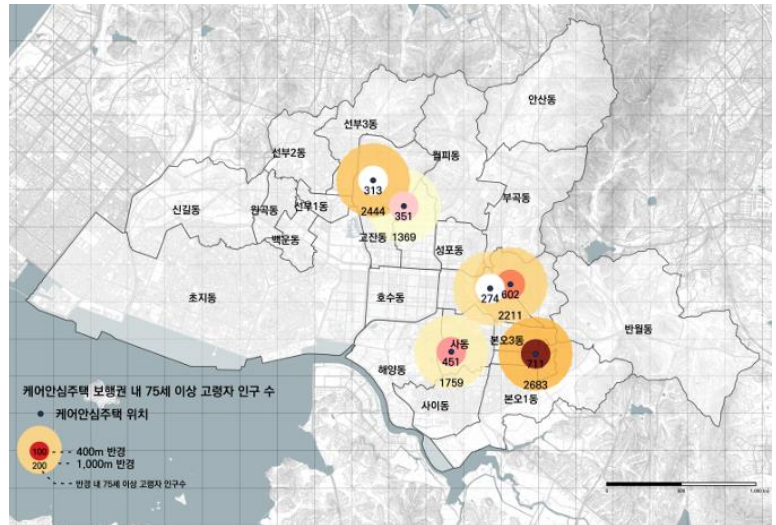 안산동
선부3동
월피동
선부2동
313
부곡동
신길동
원곡동
선부1동
2444
351
고잔동
1369
백운동
성포동
초지동
호수동
274
602
2211
반월동
사동
본오3동
451
711
해양동
1759
2683
사이동
본오1동
케어안심주택 보행권 내 75세 이상 고령자 인구 수
케어안심주택 위치
100
400m 반경
200
1,000m 반경
반경 내 75세 이상 고령자 인구수
0
500